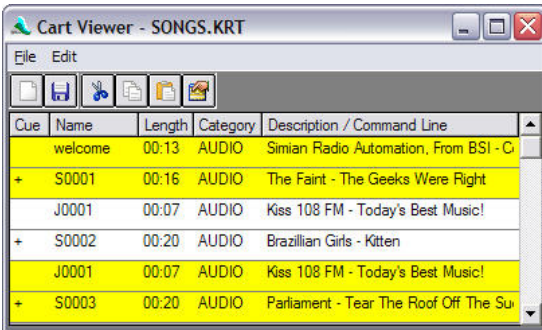 Cart Viewer - SONGS.KRT
File Edit
Cue Name Length Category Description / Command Line
welcome 00:13 AUDIO Simian Radio Automation, From BSI -
+ S0001 00:16 AUDIO The Faint - The Geeks Were Right
J0001 00:07 AUDIO Kiss 108 FM - Today's Best Music!
+ S0002 00:20 AUDIO Brazillian Girls - Kitten
J0001 00:07 AUDIO Kiss 108 FM - Today's Best Music!
+ S0003 00:20 AUDIO Parliament - Tear The Roof Off The